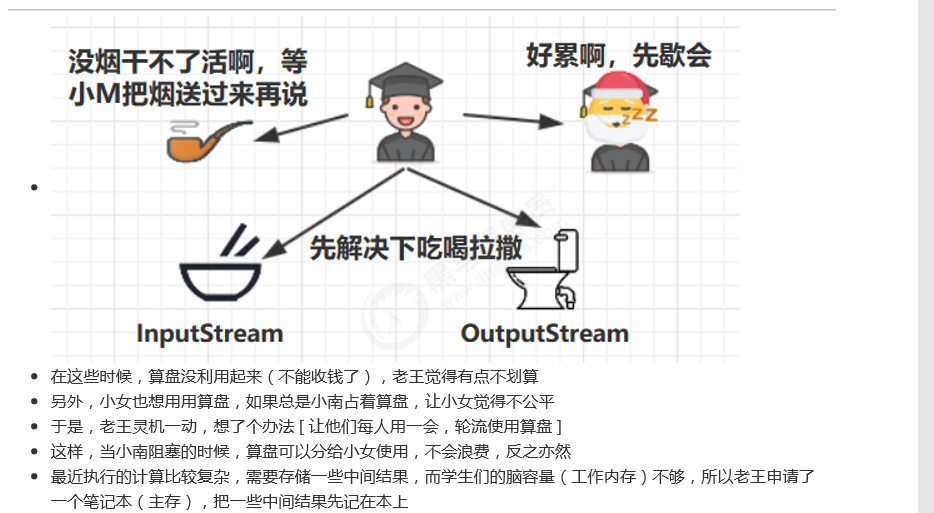 没烟干不了活啊，等
小M把烟送过来再说
好累啊，先歇会
zzz
先解决下吃喝拉撒
InputStream
OutputStream
在这些时候，算盘没利用起来（不能收钱了），老王觉得有点不划算
另外，小女也想用用算盘，如果总是小南占着算盘，让小女觉得不公平
于是，老王灵机一动，想了个办法 [ 让他们每人用一会，轮流使用算盘 ]
这样，当小南阻塞的时候，算盘可以分给小女使用，不会浪费，反之亦然
最近执行的计算比较复杂，需要存储一些中间结果，而学生们的脑容量（工作内存）不够，所以老王申请了
一个笔记本（主存），把一些中间结果先记在本上